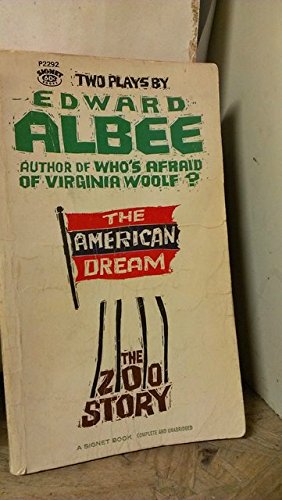 P2292
SIGNET
TWO PLAYS BY
EDWARD
ALBEE
AUTHOR OF WHO'S AFRAID
OF VIRGINIA WOOLF?
THE
AMERICAN
DREAM
THE
ZOO
STORY
A SIGNET BOOK COMPLETE AND UNABRIDGED